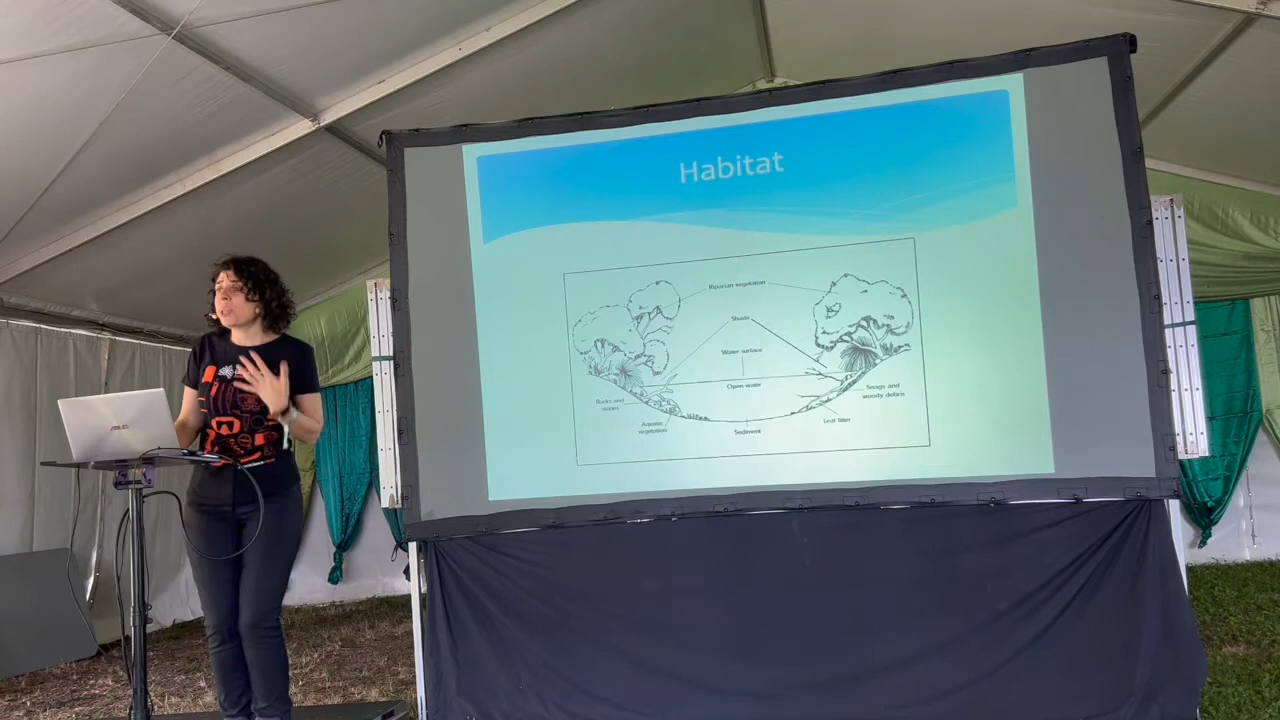 Habitat
Riparian vegetation
Shade
Water surface
Open water
Rocks and
stones
Snags and
woody debris
Aquatic
vegetation
Leaf litter
Sediment